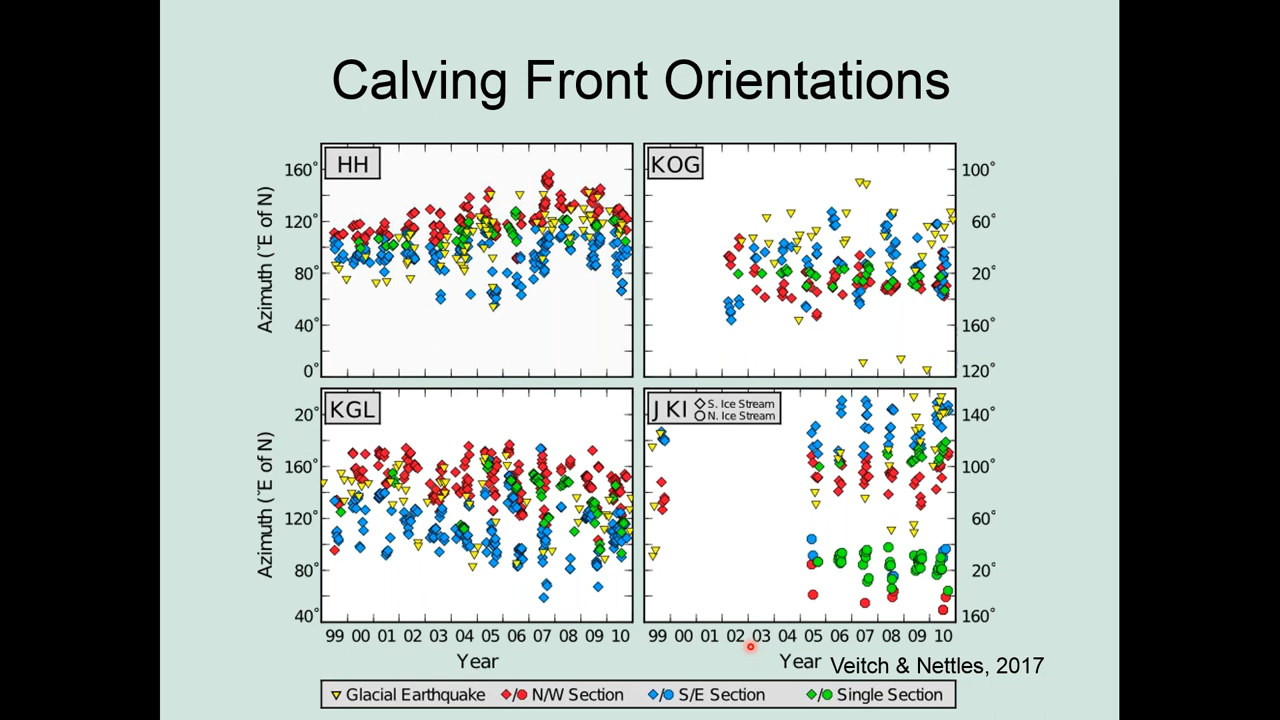 Calving Front Orientations
HH
160°
120°
80°
40°
0°
Azimuth (°E of N)
KOG
100°
60°
20°
160°
120°
KGL
20°
160°
120°
80°
40°
Azimuth (°E of N)
JKI
S. Ice Stream
N. Ice Stream
140°
100°
60°
20°
160°
99 00 01 02 03 04 05 06 07 08 09 10
99 00 01 02 03 04 05 06 07 08 09 10
Year
Year
Veitch & Nettles, 2017
Glacial Earthquake / N/W Section / S/E Section / Single Section